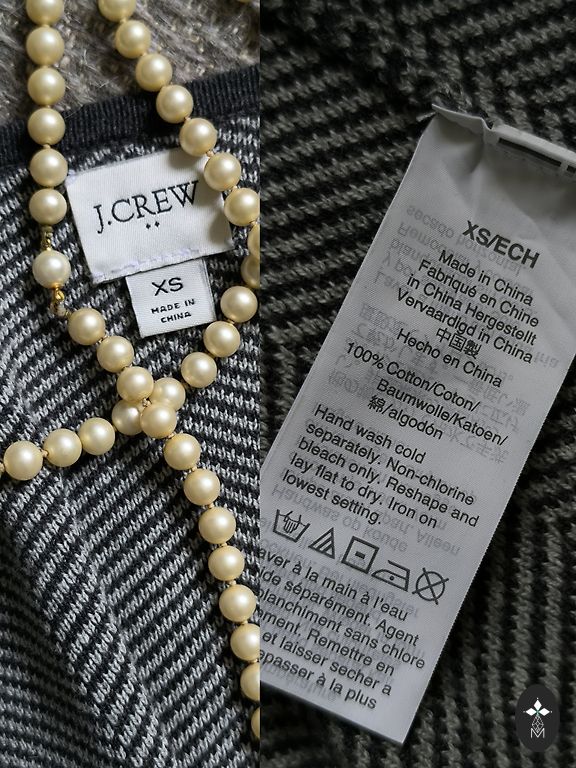 J.CREW
XS
MADE IN
CHINA
XS/ECH
Made in China
Fabriqué en Chine
in China Hergestellt
Vervaardigd in China
中国製
Hecho en China
100% Cotton/Coton/
Baumwolle/Katoen/
綿/algodón
Hand wash cold
separately. Non-chlorine
bleach only. Reshape and
lay flat to dry. Iron on
lowest setting.
aver à la main à l'eau
de séparément. Agent
blanchiment sans chlore
ment. Remettre en
et laisser secher a
epasser à la plus
M